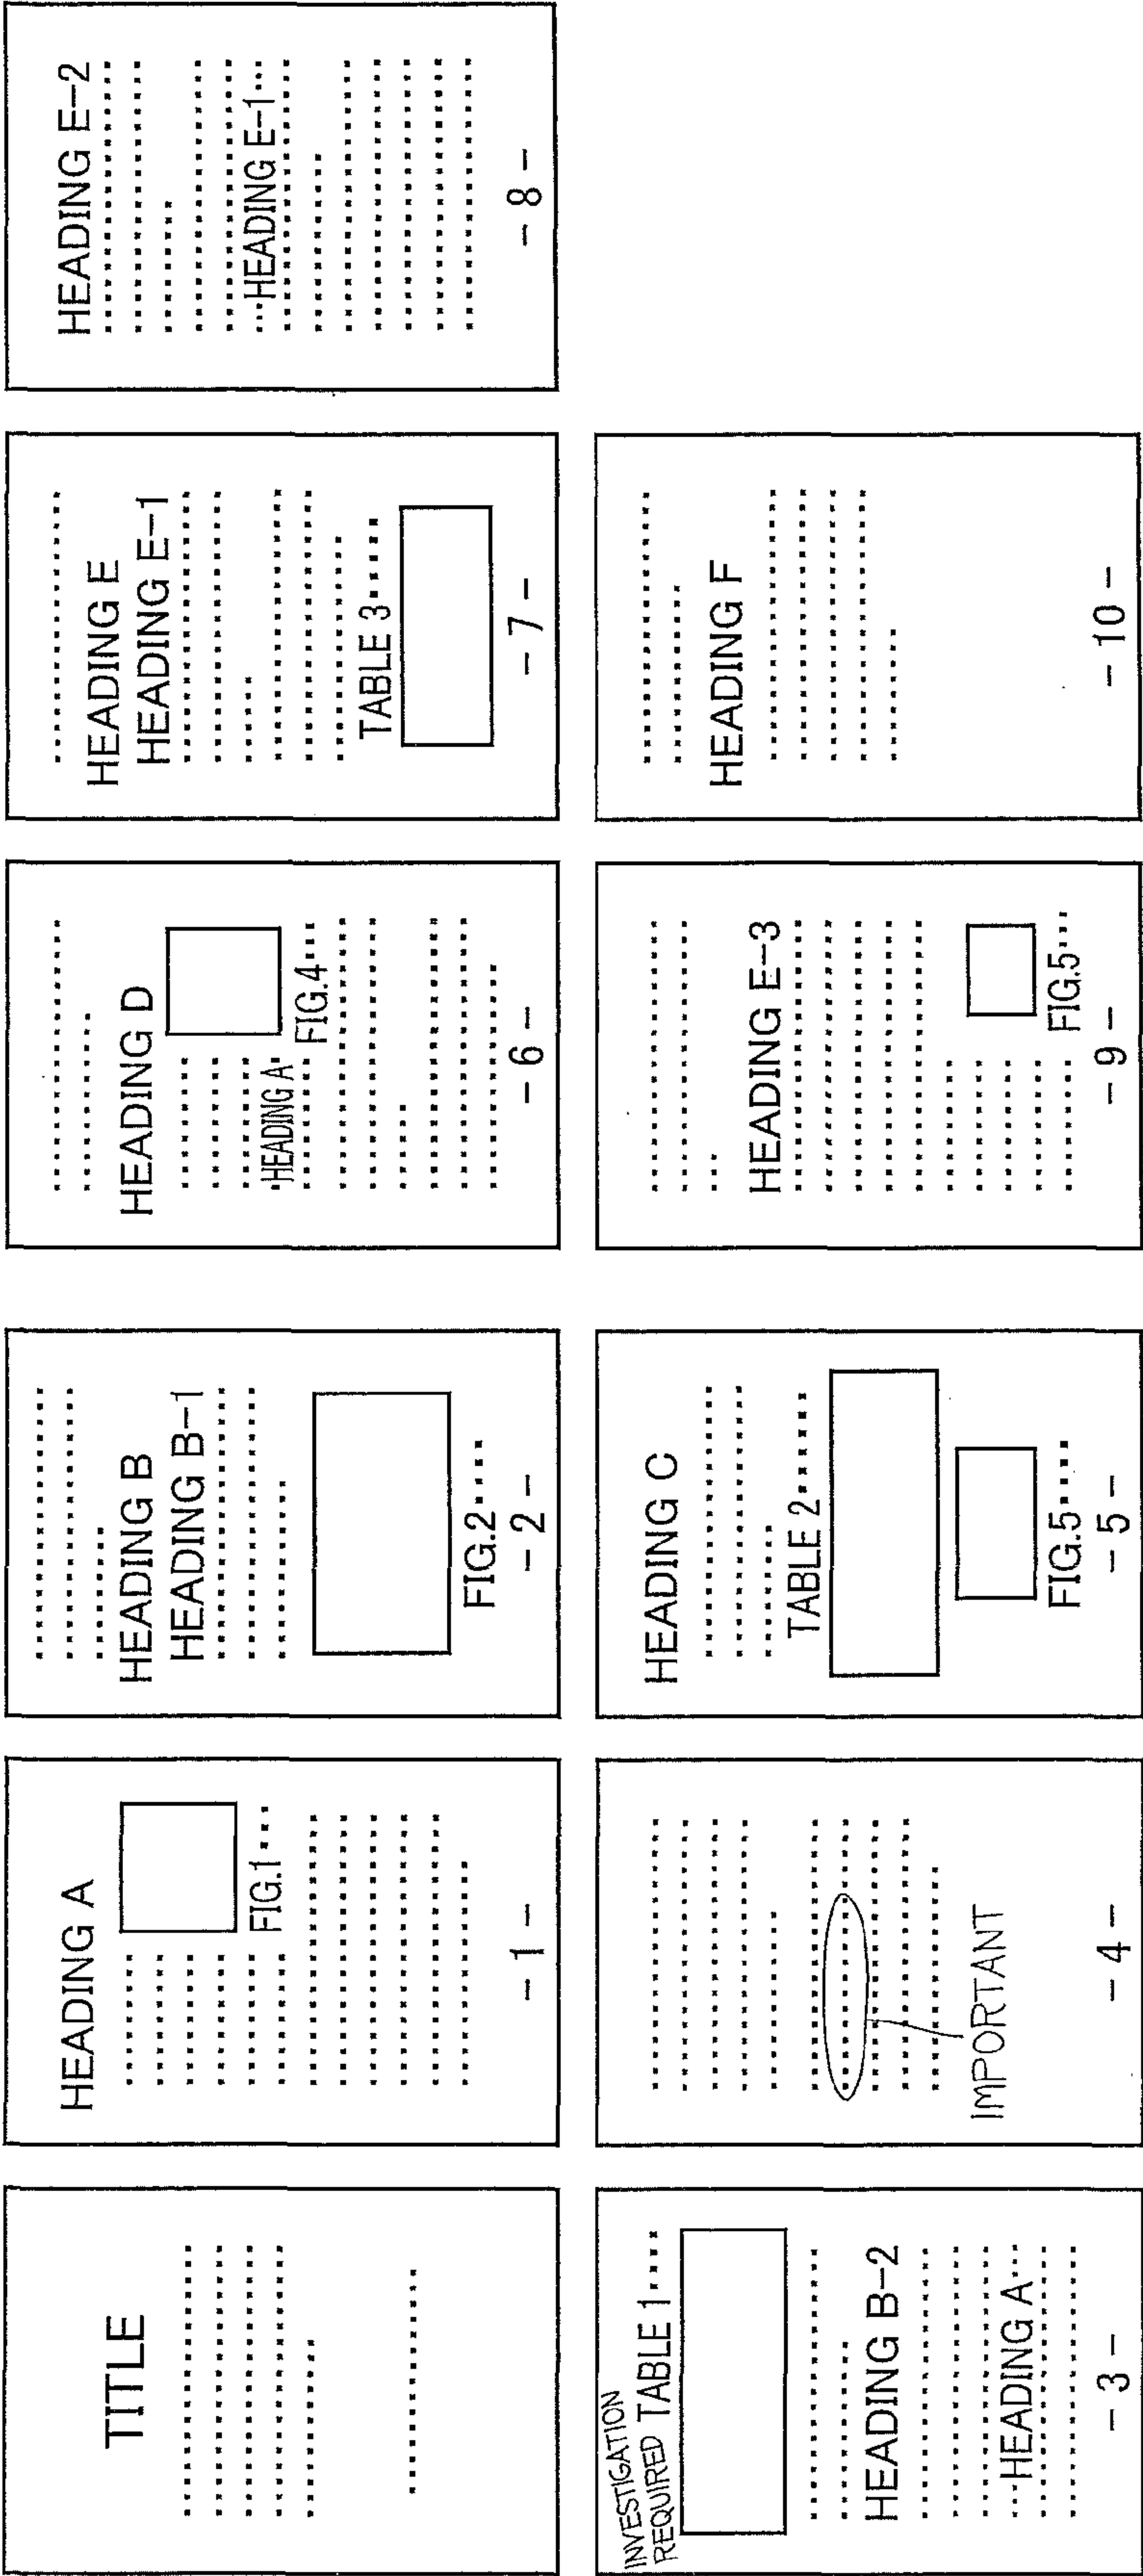 TITLE
HEADING A
FIG.1
- 1 -
HEADING B
HEADING B-1
FIG.2
- 2 -
INVESTIGATION
REQUIRED TABLE 1
HEADING B-2
HEADING A
- 3 -
IMPORTANT
- 4 -
HEADING C
TABLE 2
FIG.5
- 5 -
HEADING D
HEADING A
FIG.4
- 6 -
HEADING E
HEADING E-1
TABLE 3
- 7 -
HEADING E-2
HEADING E-1
- 8 -
HEADING E-3
FIG.5
- 9 -
HEADING F
- 10 -